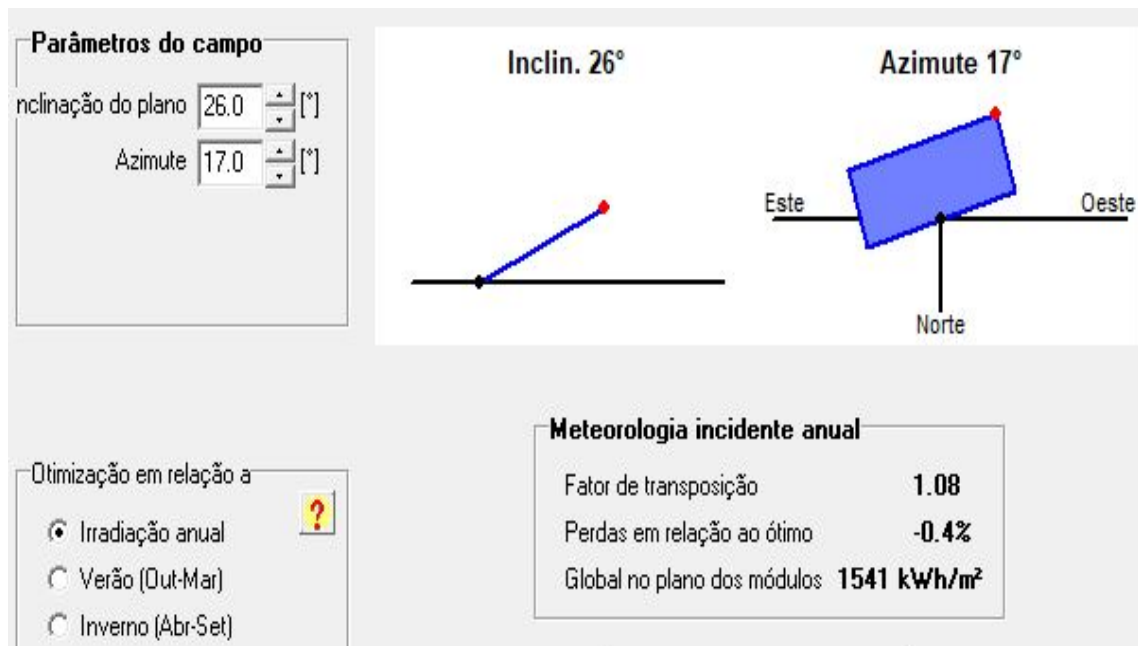 Parâmetros do campo
nclinação do plano 26.0 [°]
Azimute 17.0 [°]
Inclin. 26°
Azimute 17°
Este
Oeste
Norte
Otimização em relação a
?
Irradiação anual
Verão (Out-Mar)
Inverno (Abr-Set)
Meteorologia incidente anual
Fator de transposição 1.08
Perdas em relação ao ótimo -0.4%
Global no plano dos módulos 1541 kWh/m²